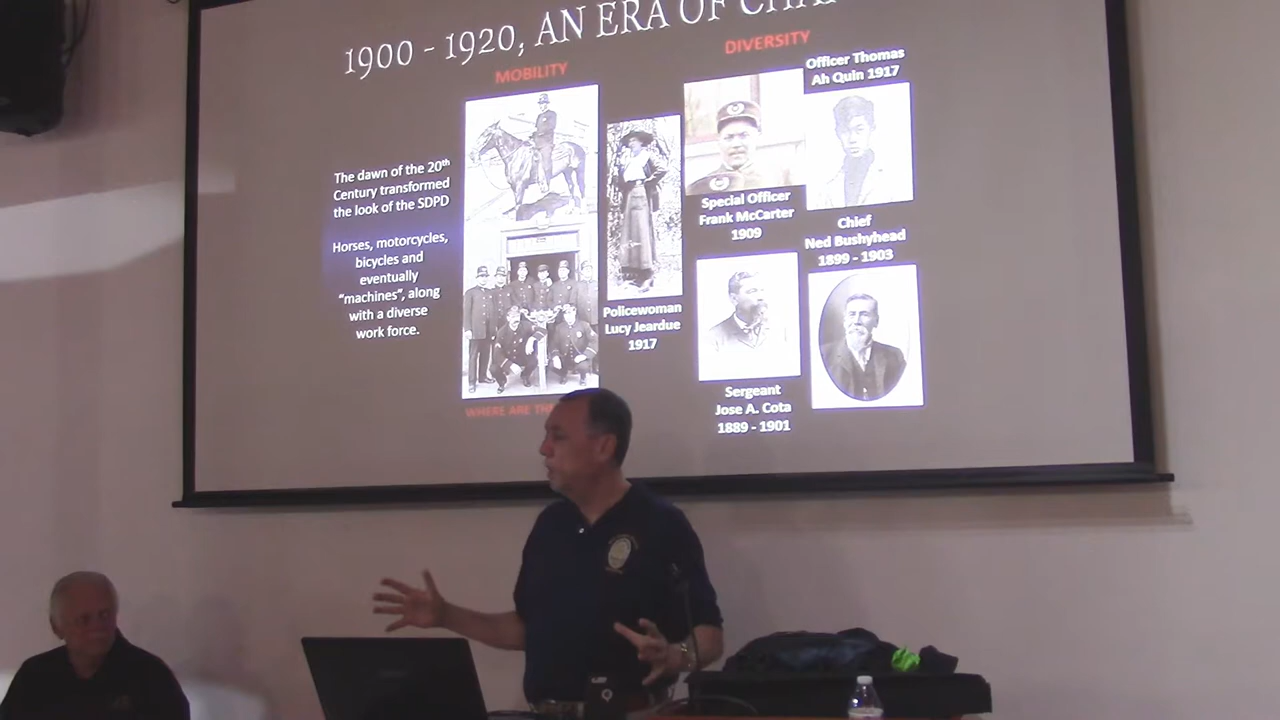 1900 - 1920, AN ERA OF
MOBILITY
DIVERSITY
Officer Thomas
Ah Quin 1917
The dawn of the 20th
Century transformed
the look of the SDPD
Horses, motorcycles,
bicycles and
eventually
“machines”, along
with a diverse
work force.
Special Officer
Frank McCarter
1909
Chief
Ned Bushyhead
1899 - 1903
Policewoman
Lucy Jeardue
1917
Sergeant
Jose A. Cota
1889 - 1901
WHERE ARE